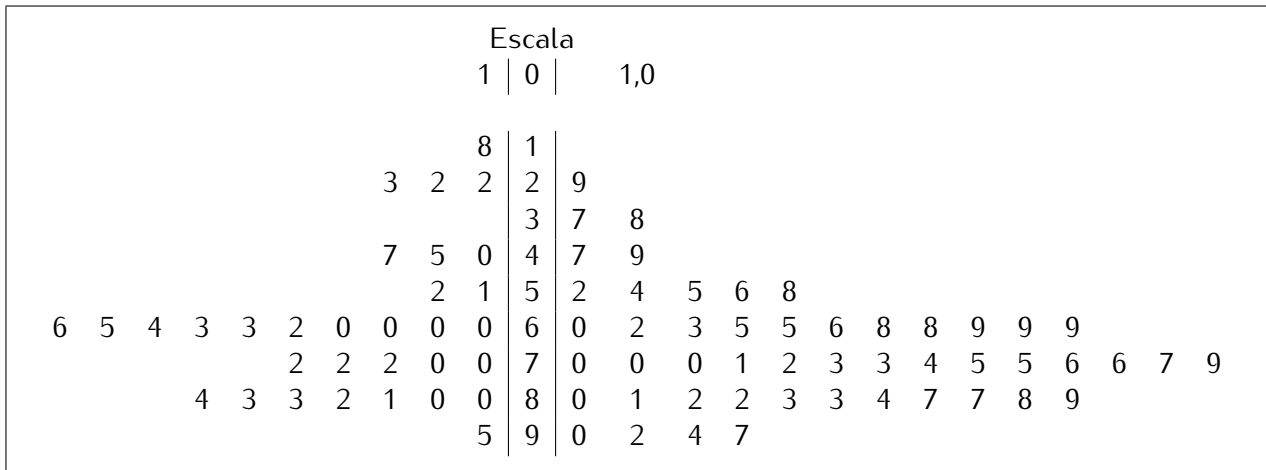 Escala
1 | 0 | 1,0
8 | 1 |
3 2 2 | 2 | 9
| 3 | 7 8
7 5 0 | 4 | 7 9
2 1 | 5 | 2 4 5 6 8
6 5 4 3 3 2 0 0 0 0 | 6 | 0 2 3 5 5 6 8 8 9 9 9
2 2 2 0 0 | 7 | 0 0 0 1 2 3 3 4 5 5 6 6 7 9
4 3 3 2 1 0 0 | 8 | 0 1 2 2 3 3 4 7 7 8 9
5 | 9 | 0 2 4 7